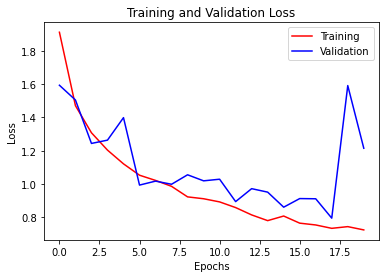 Training and Validation Loss
Training
Validation
Loss
1.8
1.6
1.4
1.2
1.0
0.8
0.0 2.5 5.0 7.5 10.0 12.5 15.0 17.5
Epochs